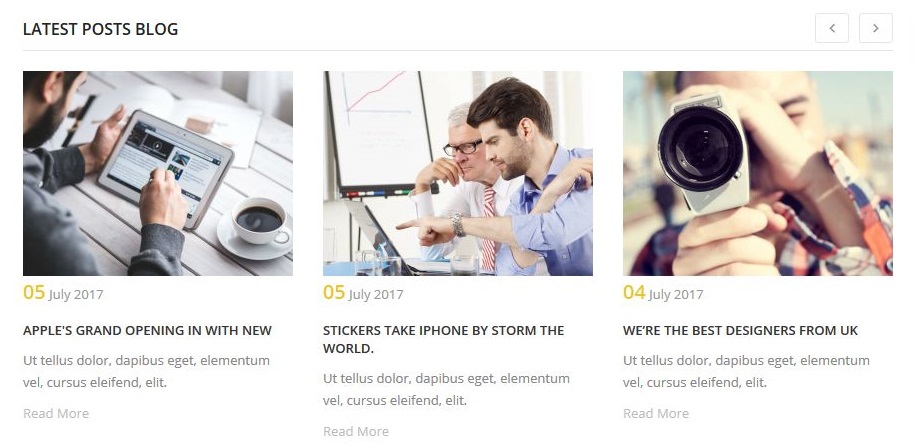 LATEST POSTS BLOG
05 July 2017
APPLE'S GRAND OPENING IN WITH NEW
Ut tellus dolor, dapibus eget, elementum
vel, cursus eleifend, elit.
Read More
05 July 2017
STICKERS TAKE IPHONE BY STORM THE
WORLD.
Ut tellus dolor, dapibus eget, elementum
vel, cursus eleifend, elit.
Read More
04 July 2017
WE’RE THE BEST DESIGNERS FROM UK
Ut tellus dolor, dapibus eget, elementum
vel, cursus eleifend, elit.
Read More